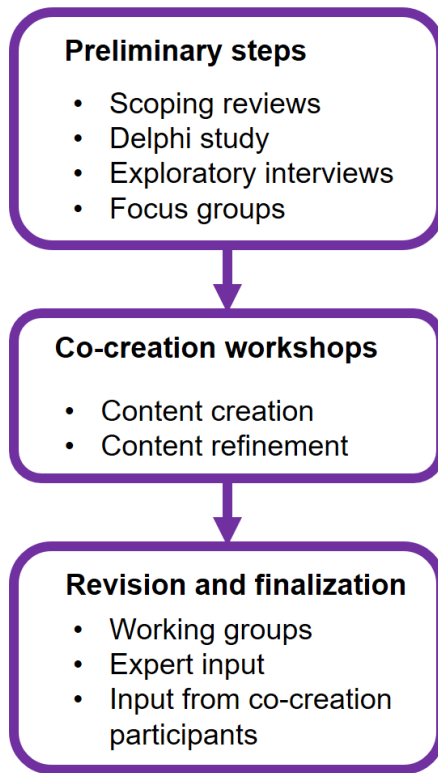 Preliminary steps
• Scoping reviews
• Delphi study
• Exploratory interviews
• Focus groups
Co-creation workshops
• Content creation
• Content refinement
Revision and finalization
• Working groups
• Expert input
• Input from co-creation
participants